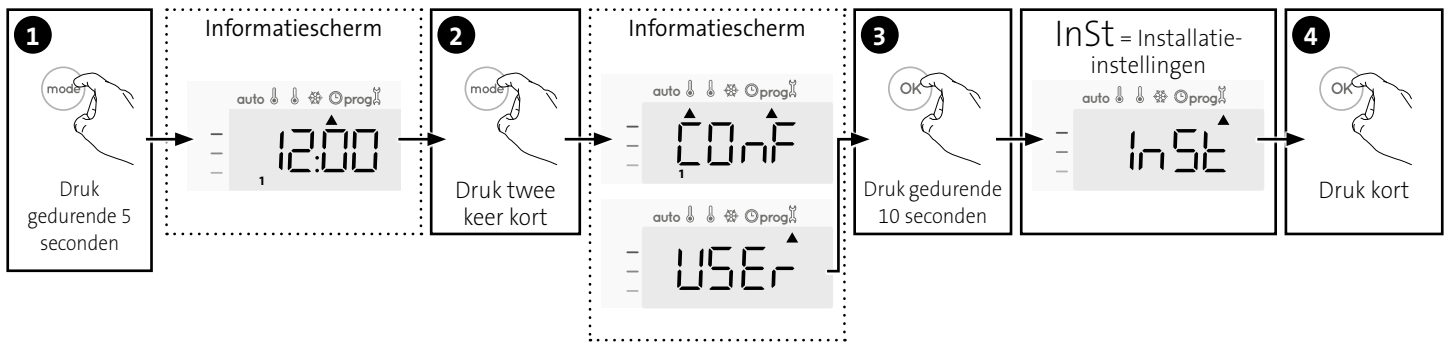 1
mode
Druk
gedurende 5
seconden
Informatiescherm
auto prog
12:00
1
2
mode
Druk twee
keer kort
Informatiescherm
auto prog
COnF
1
auto prog
USEr
3
OK
Druk gedurende
10 seconden
InSt = Installatie-
instellingen
auto prog
InSt
4
OK
Druk kort